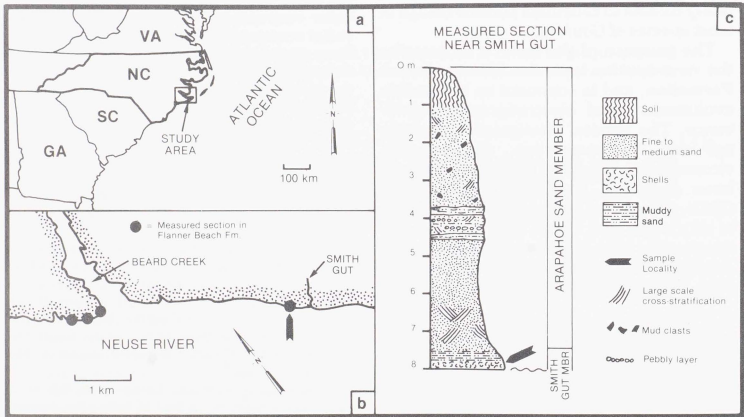 a
VA
NC
SC
GA
STUDY
AREA
ATLANTIC
OCEAN
N
100 km
= Measured section in
Flanner Beach Fm.
BEARD CREEK
SMITH
GUT
NEUSE RIVER
N
1 km
b
c
MEASURED SECTION
NEAR SMITH GUT
0 m
1
2
3
4
5
6
7
8
ARAPAHOE SAND MEMBER
SMITH
GUT MBR
Soil
Fine to
medium sand
Shells
Muddy
sand
Sample
Locality
Large scale
cross-stratification
Mud clasts
Pebbly layer